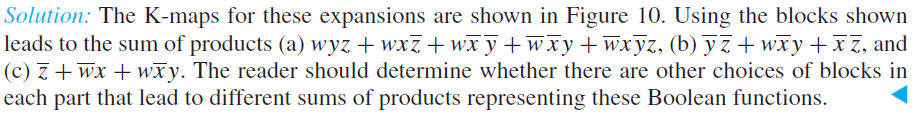 Solution: The K-maps for these expansions are shown in Figure 10. Using the blocks shown
leads to the sum of products (a) wyz + wxz̅ + wx̅ y̅ + w̅ x̅y + w̅xy̅z, (b) y̅ z̅ + wx̅y + x̅ z̅, and
(c) z̅ + w̅x + wx̅y. The reader should determine whether there are other choices of blocks in
each part that lead to different sums of products representing these Boolean functions.